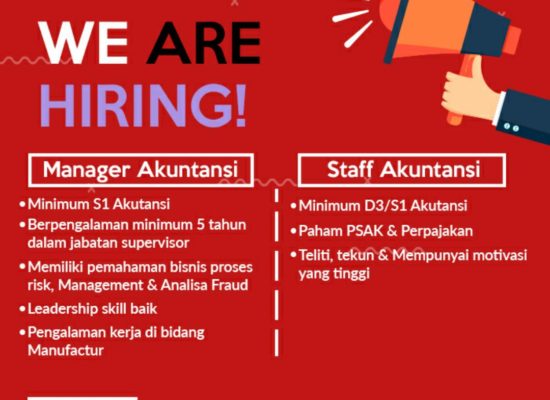 WE ARE
HIRING!
Manager Akuntansi
•Minimum S1 Akutansi
•Berpengalaman minimum 5 tahun
dalam jabatan supervisor
•Memiliki pemahaman bisnis proses
risk, Management & Analisa Fraud
•Leadership skill baik
•Pengalaman kerja di bidang
Manufactur
Staff Akuntansi
•Minimum D3/S1 Akutansi
•Paham PSAK & Perpajakan
•Teliti, tekun & Mempunyai motivasi
yang tinggi